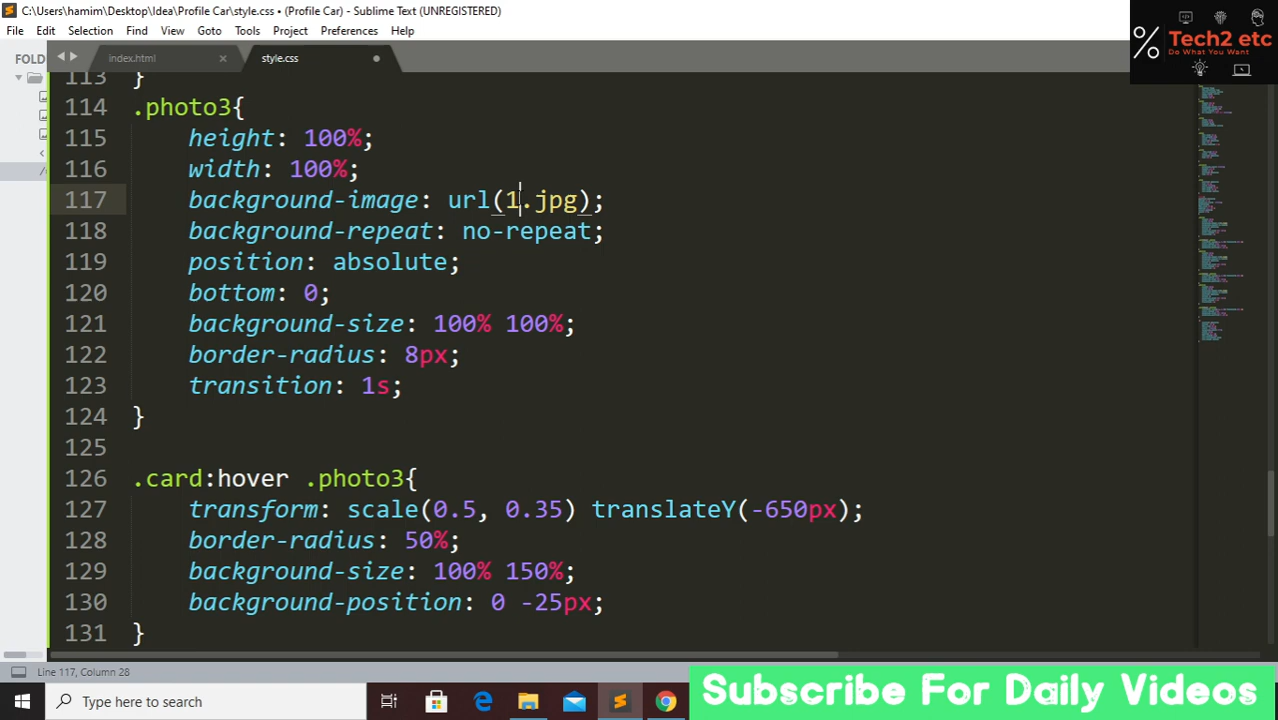 C:\Users\hamim\Desktop\Idea\Profile Car\style.css • (Profile Car) - Sublime Text (UNREGISTERED)
File Edit Selection Find View Goto Tools Project Preferences Help
Tech2 etc
Do What You Want
FOLD
index.html × style.css
113 }
114 .photo3{
115 height: 100%;
116 width: 100%;
117 background-image: url(1.jpg);
118 background-repeat: no-repeat;
119 position: absolute;
120 bottom: 0;
121 background-size: 100% 100%;
122 border-radius: 8px;
123 transition: 1s;
124 }
125
126 .card:hover .photo3{
127 transform: scale(0.5, 0.35) translateY(-650px);
128 border-radius: 50%;
129 background-size: 100% 150%;
130 background-position: 0 -25px;
131 }
Line 117, Column 28
Type here to search
Subscribe For Daily Videos